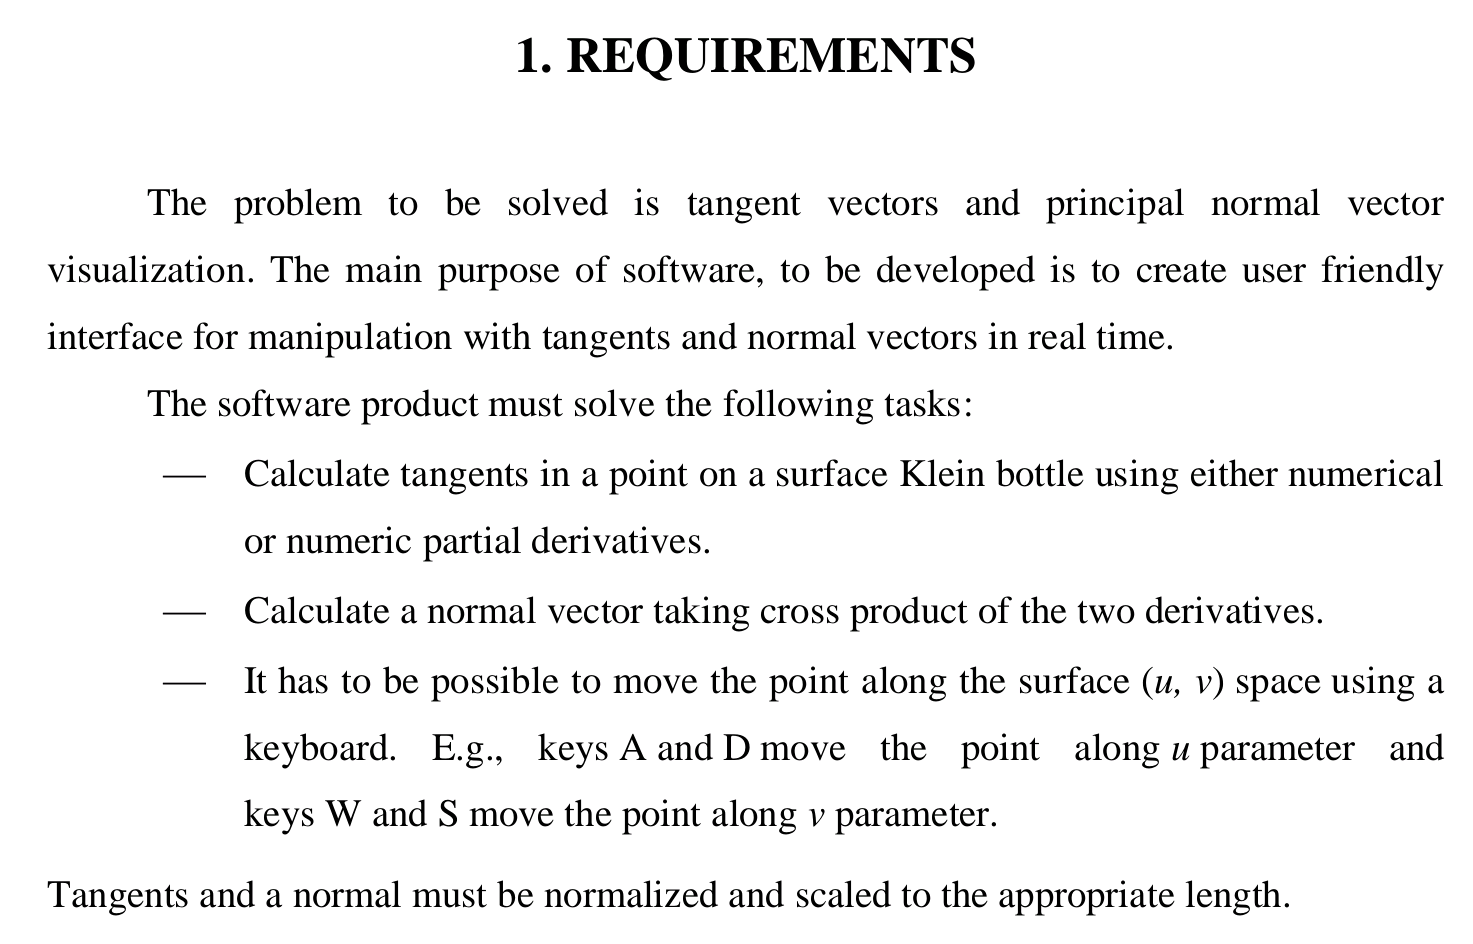 1. REQUIREMENTS
The problem to be solved is tangent vectors and principal normal vector
visualization. The main purpose of software, to be developed is to create user friendly
interface for manipulation with tangents and normal vectors in real time.
The software product must solve the following tasks:
— Calculate tangents in a point on a surface Klein bottle using either numerical
or numeric partial derivatives.
— Calculate a normal vector taking cross product of the two derivatives.
— It has to be possible to move the point along the surface (u, v) space using a
keyboard. E.g., keys A and D move the point along u parameter and
keys W and S move the point along v parameter.
Tangents and a normal must be normalized and scaled to the appropriate length.